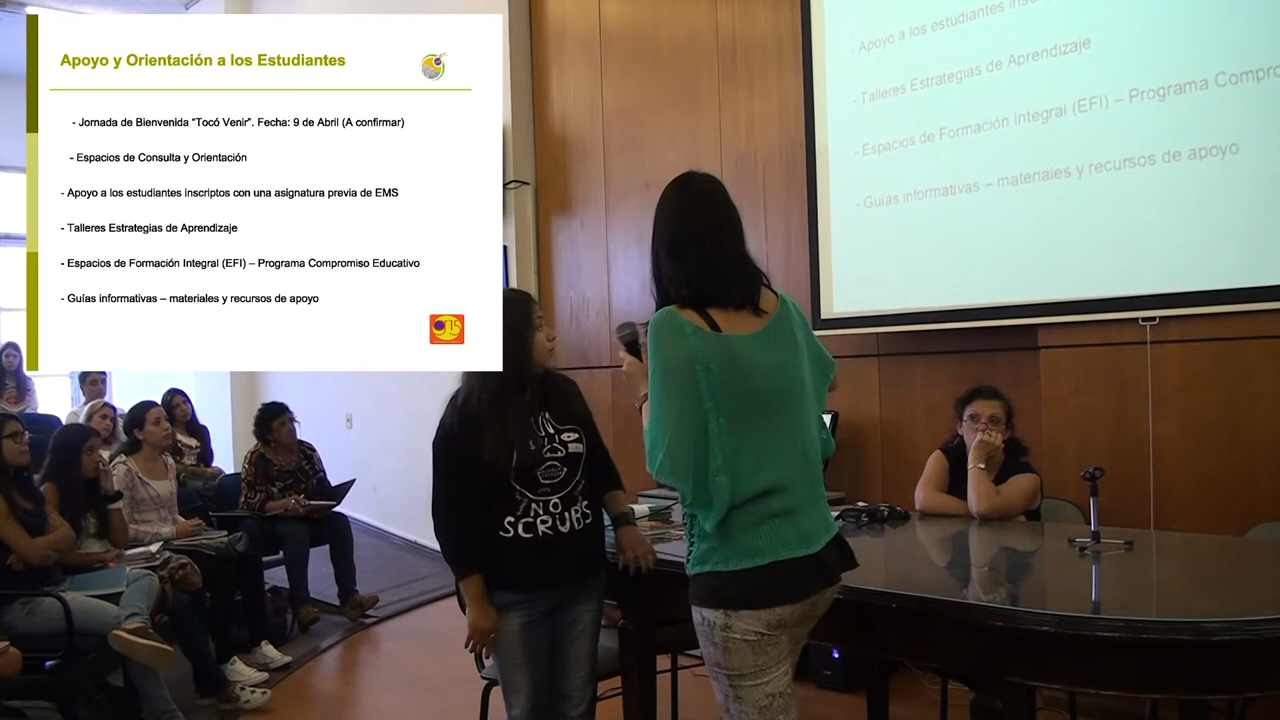 Apoyo y Orientación a los Estudiantes
- Jornada de Bienvenida “Tocó Venir”. Fecha: 9 de Abril (A confirmar)
- Espacios de Consulta y Orientación
- Apoyo a los estudiantes inscriptos con una asignatura previa de EMS
- Talleres Estrategias de Aprendizaje
- Espacios de Formación Integral (EFI) – Programa Compromiso Educativo
- Guías informativas – materiales y recursos de apoyo
- Apoyo a los estudiantes
- Talleres Estrategias de Aprendizaje
- Espacios de Formación Integral (EFI) – Programa Compro
- Guías informativas – materiales y recursos de apoyo
NO
SCRUBS